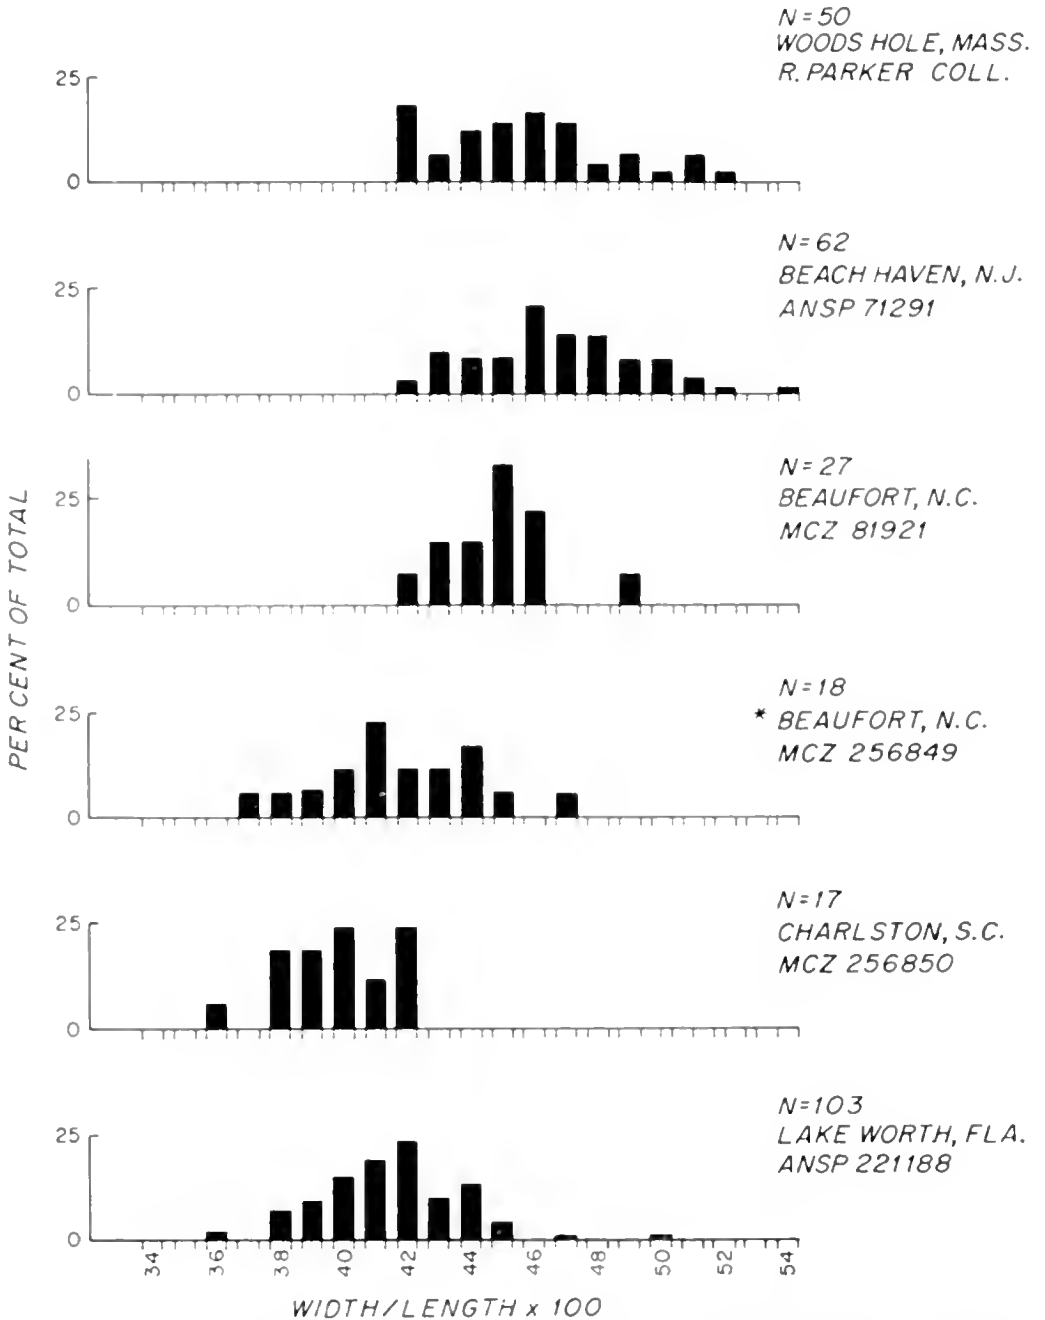 N=50
WOODS HOLE, MASS.
R. PARKER COLL.
25
0
N=62
BEACH HAVEN, N.J.
ANSP 71291
25
0
N=27
BEAUFORT, N.C.
MCZ 81921
25
0
PER CENT OF TOTAL
N=18
* BEAUFORT, N.C.
MCZ 256849
25
0
N=17
CHARLSTON, S.C.
MCZ 256850
25
0
N=103
LAKE WORTH, FLA.
ANSP 221188
25
0
34 36 38 40 42 44 46 48 50 52 54
WIDTH/LENGTH x 100